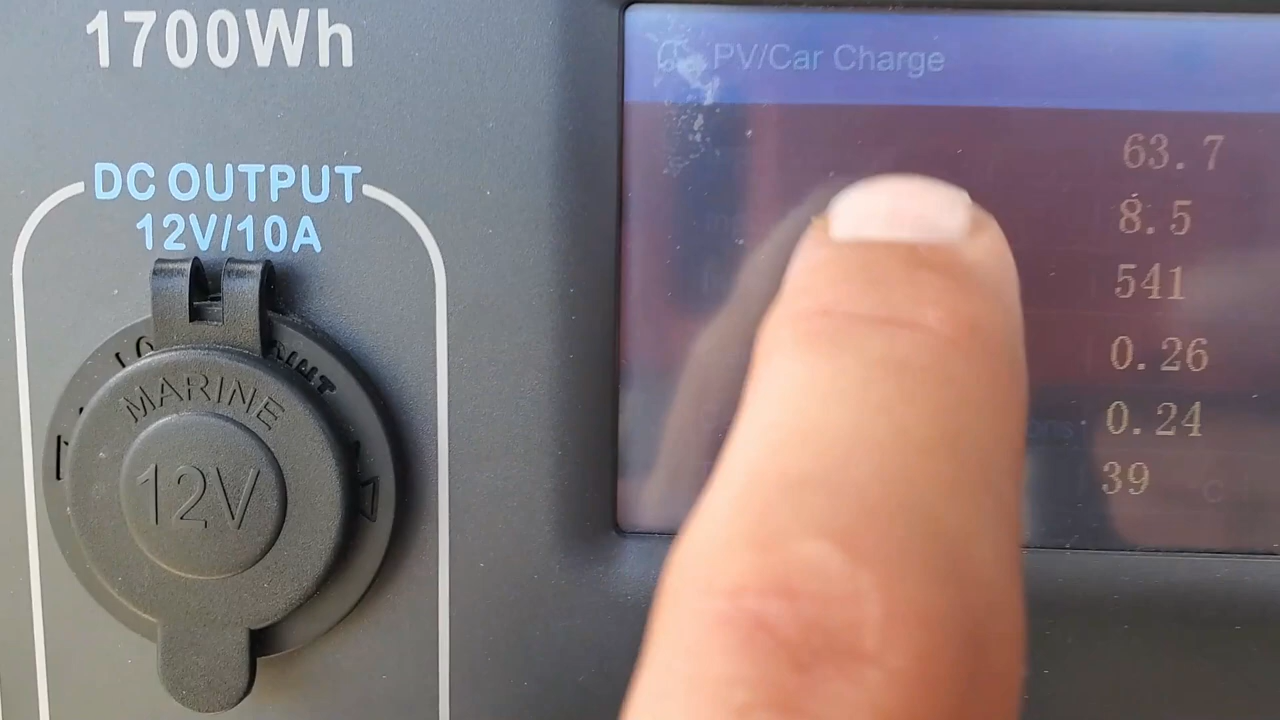 1700Wh
DC OUTPUT
12V/10A
MARINE
12V
PV/Car Charge
63.7
8.5
541
0.26
0.24
39 C